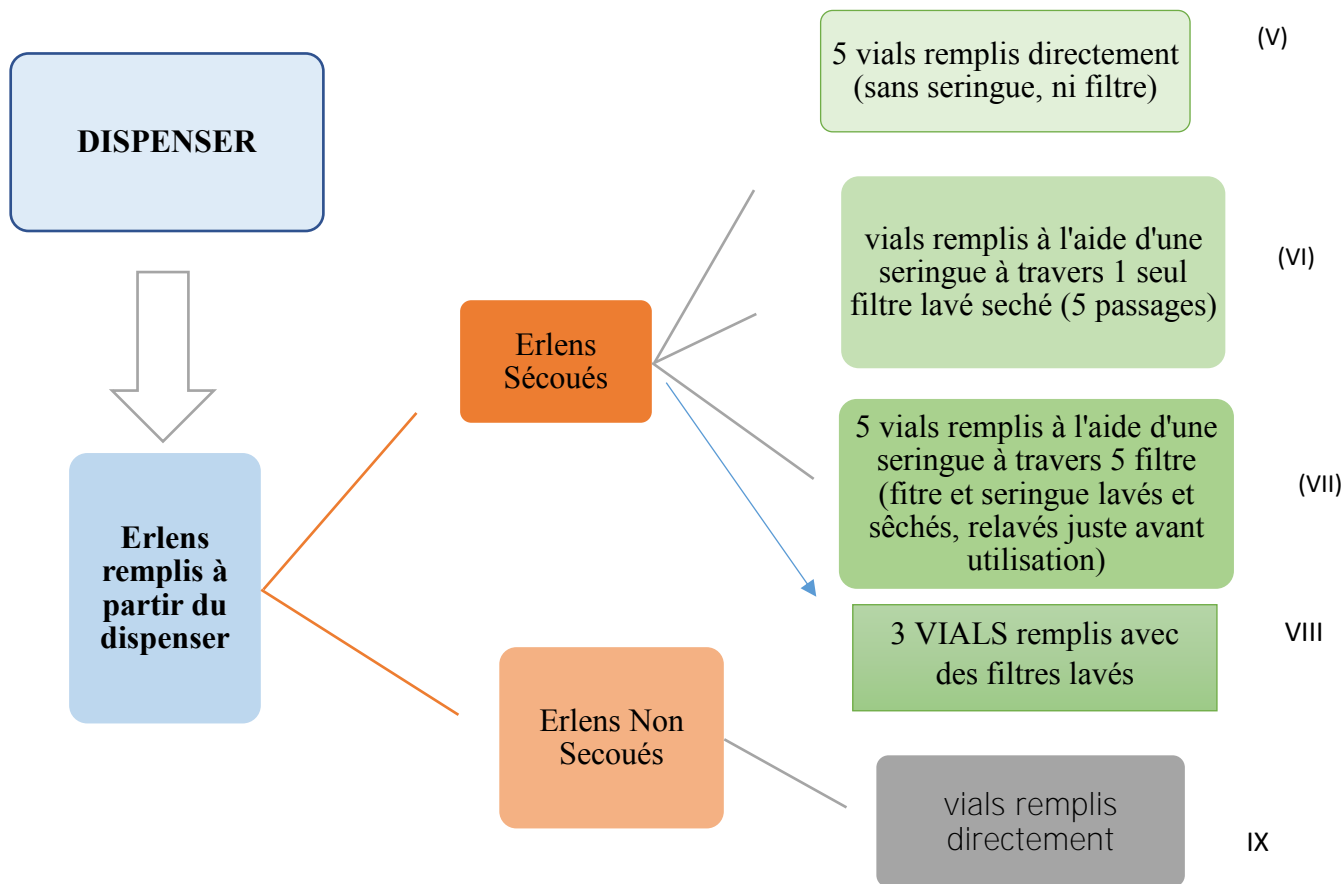 DISPENSER
Erlens
remplis à
partir du
dispenser
Erlens
Sécoués
Erlens Non
Secoués
5 vials remplis directement
(sans seringue, ni filtre)
(V)
vials remplis à l'aide d'une
seringue à travers 1 seul
filtre lavé seché (5 passages)
(VI)
5 vials remplis à l'aide d'une
seringue à travers 5 filtre
(fitre et seringue lavés et
sêchés, relavés juste avant
utilisation)
(VII)
3 VIALS remplis avec
des filtres lavés
VIII
vials remplis
directement
IX